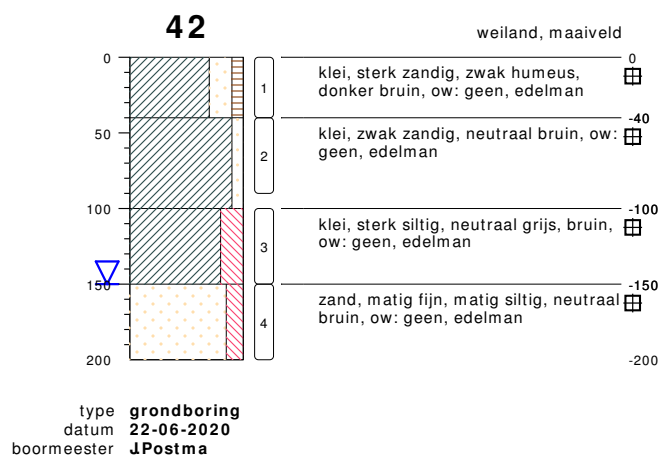 42
weiland, maaiveld
0
0
1
klei, sterk zandig, zwak humeus,
donker bruin, ow: geen, edelman
-40
50
2
klei, zwak zandig, neutraal bruin, ow:
geen, edelman
100
-100
3
klei, sterk siltig, neutraal grijs, bruin,
ow: geen, edelman
150
-150
4
zand, matig fijn, matig siltig, neutraal
bruin, ow: geen, edelman
200
-200
type grondboring
datum 22-06-2020
boormeester J.Postma